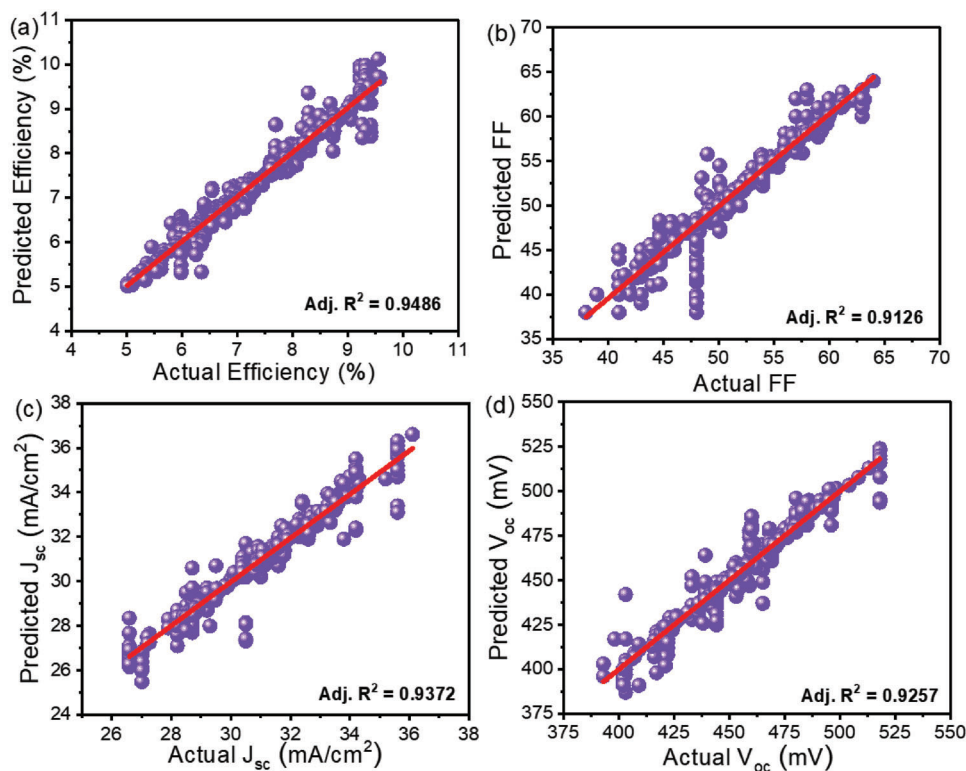 (a)
11
10
9
8
7
6
5
4
Predicted Efficiency (%)
Adj. R² = 0.9486
4 5 6 7 8 9 10 11
Actual Efficiency (%)
(b)
70
65
60
55
50
45
40
35
Predicted FF
Adj. R² = 0.9126
35 40 45 50 55 60 65 70
Actual FF
(c)
38
36
34
32
30
28
26
24
Predicted Jsc (mA/cm²)
Adj. R² = 0.9372
26 28 30 32 34 36 38
Actual Jsc (mA/cm²)
(d)
550
525
500
475
450
425
400
375
Predicted Voc (mV)
Adj. R² = 0.9257
375 400 425 450 475 500 525 550
Actual Voc (mV)